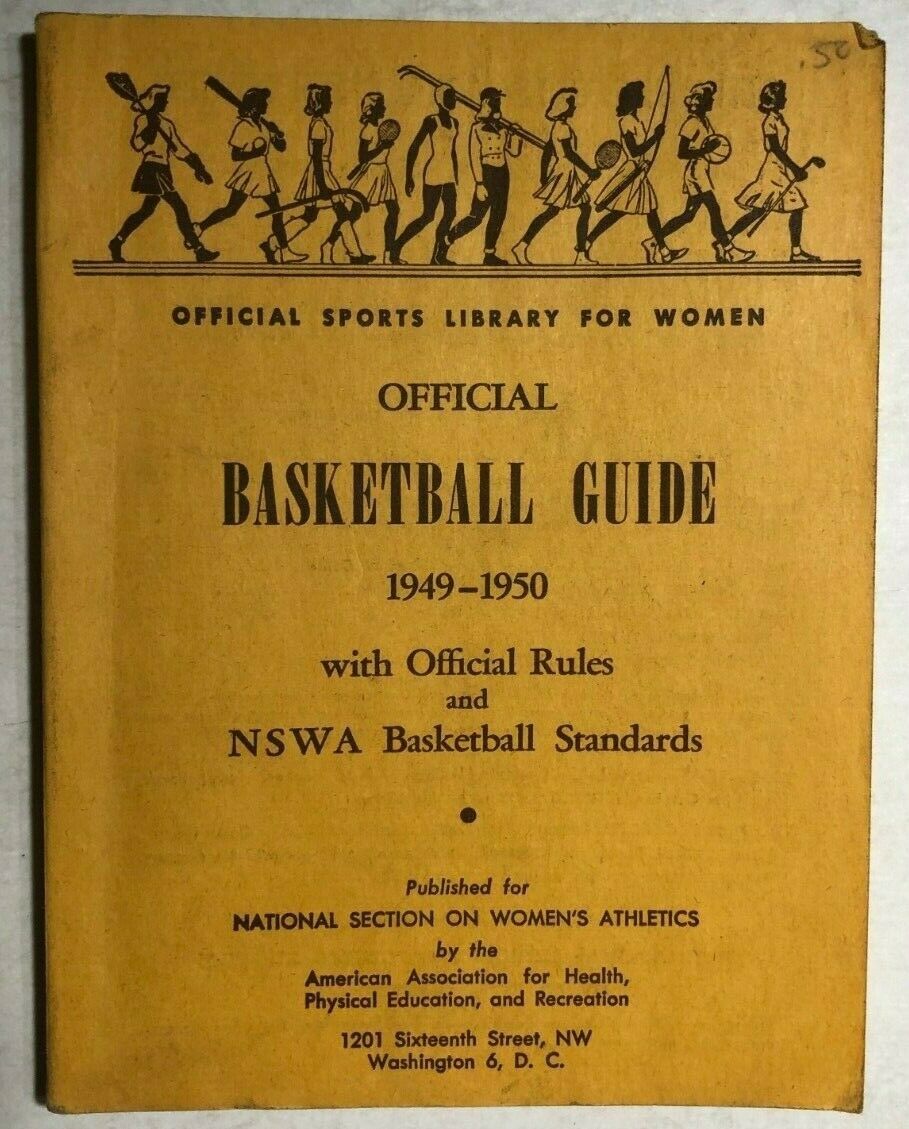 .50
OFFICIAL SPORTS LIBRARY FOR WOMEN
OFFICIAL
BASKETBALL GUIDE
1949-1950
with Official Rules
and
NSWA Basketball Standards
Published for
NATIONAL SECTION ON WOMEN'S ATHLETICS
by the
American Association for Health,
Physical Education, and Recreation
1201 Sixteenth Street, NW
Washington 6, D. C.